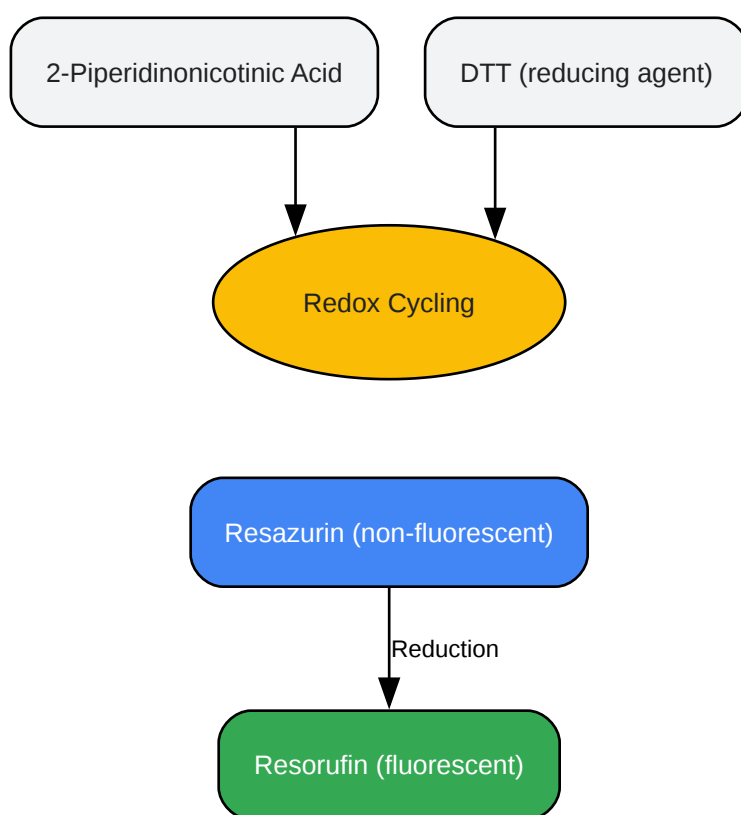 2-Piperidinonicotinic Acid
DTT (reducing agent)
Redox Cycling
Resazurin (non-fluorescent)
Reduction
Resorufin (fluorescent)